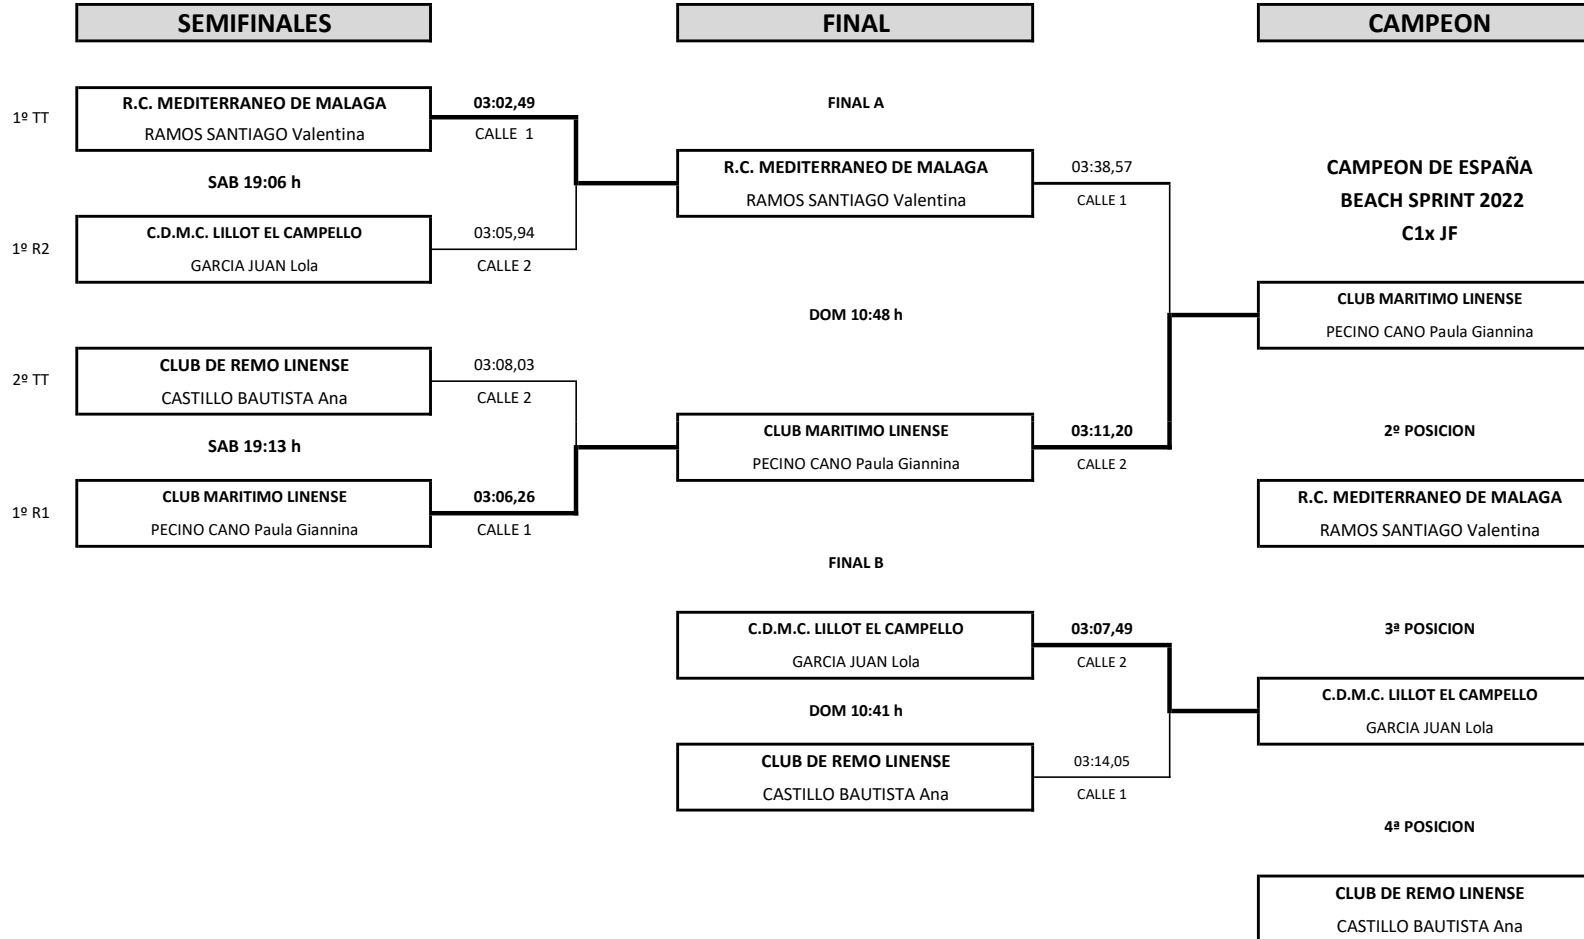 SEMIFINALES
FINAL
CAMPEON
1º TT
R.C. MEDITERRANEO DE MALAGA
RAMOS SANTIAGO Valentina
03:02,49
CALLE 1
SAB 19:06 h
1º R2
C.D.M.C. LILLOT EL CAMPELLO
GARCIA JUAN Lola
03:05,94
CALLE 2
2º TT
CLUB DE REMO LINENSE
CASTILLO BAUTISTA Ana
03:08,03
CALLE 2
SAB 19:13 h
1º R1
CLUB MARITIMO LINENSE
PECINO CANO Paula Giannina
03:06,26
CALLE 1
FINAL A
R.C. MEDITERRANEO DE MALAGA
RAMOS SANTIAGO Valentina
03:38,57
CALLE 1
DOM 10:48 h
CLUB MARITIMO LINENSE
PECINO CANO Paula Giannina
03:11,20
CALLE 2
FINAL B
C.D.M.C. LILLOT EL CAMPELLO
GARCIA JUAN Lola
03:07,49
CALLE 2
DOM 10:41 h
CLUB DE REMO LINENSE
CASTILLO BAUTISTA Ana
03:14,05
CALLE 1
CAMPEON DE ESPAÑA
BEACH SPRINT 2022
C1x JF
CLUB MARITIMO LINENSE
PECINO CANO Paula Giannina
2º POSICION
R.C. MEDITERRANEO DE MALAGA
RAMOS SANTIAGO Valentina
3ª POSICION
C.D.M.C. LILLOT EL CAMPELLO
GARCIA JUAN Lola
4ª POSICION
CLUB DE REMO LINENSE
CASTILLO BAUTISTA Ana